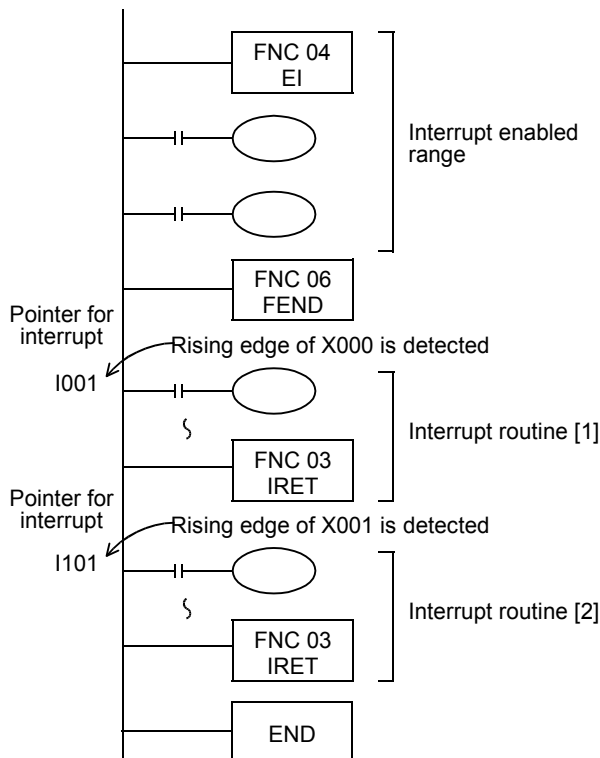 FNC 04
EI
Interrupt enabled
range
FNC 06
FEND
Pointer for
interrupt
Rising edge of X000 is detected
I001
Interrupt routine [1]
FNC 03
IRET
Pointer for
interrupt
Rising edge of X001 is detected
I101
Interrupt routine [2]
FNC 03
IRET
END